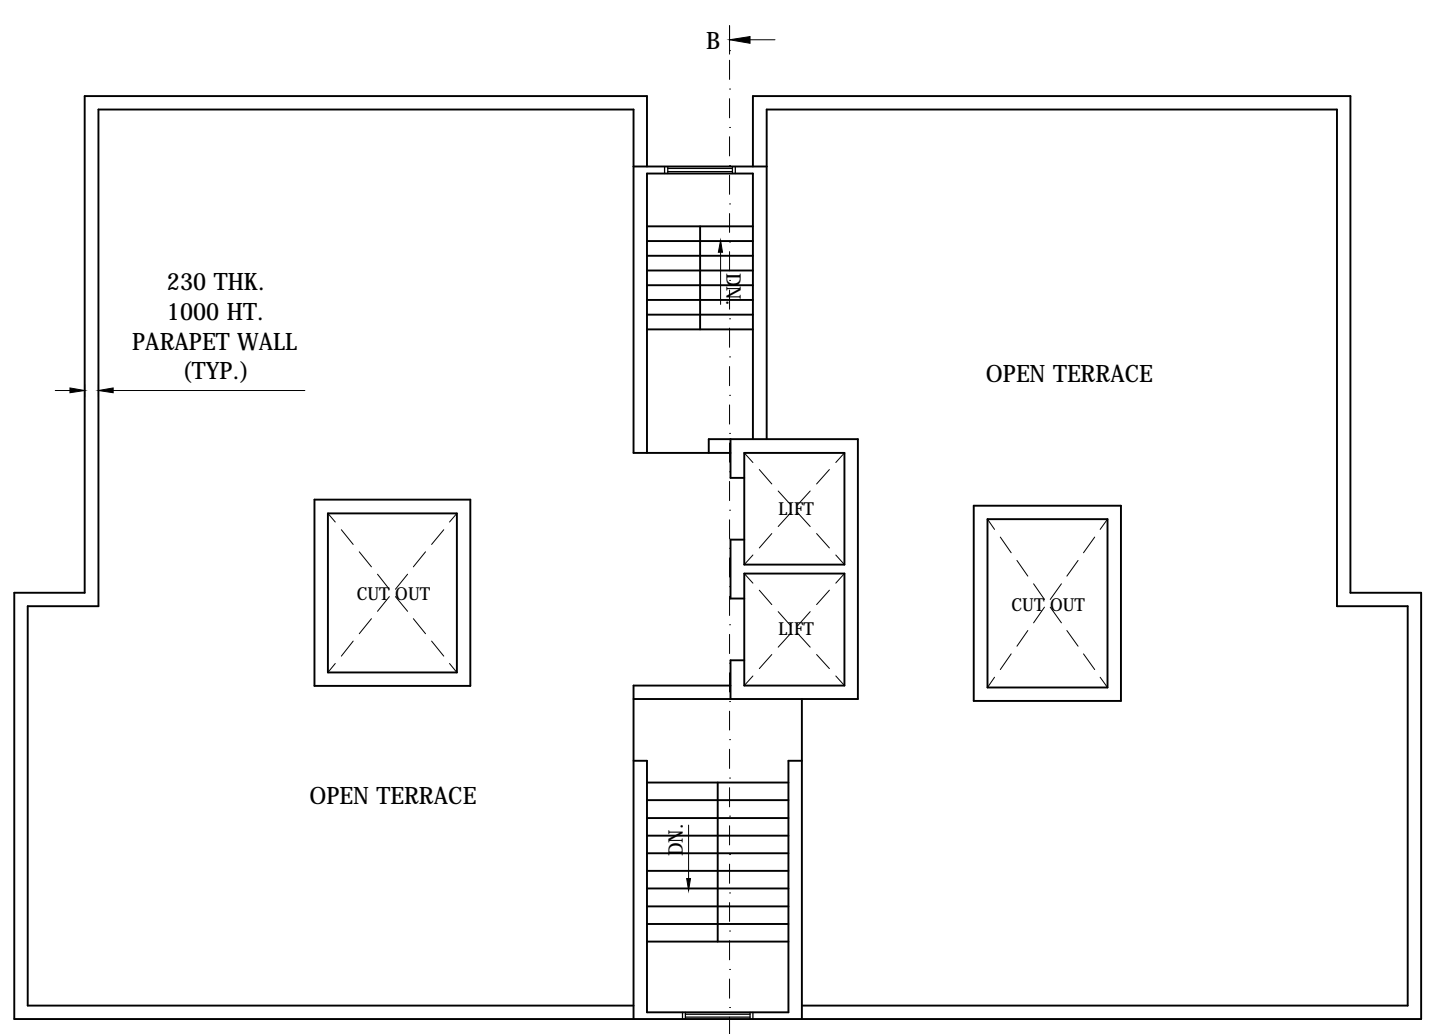 B
230 THK.
1000 HT.
PARAPET WALL
(TYP.)
DN.
OPEN TERRACE
LIFT
CUT OUT
CUT OUT
LIFT
OPEN TERRACE
DN.